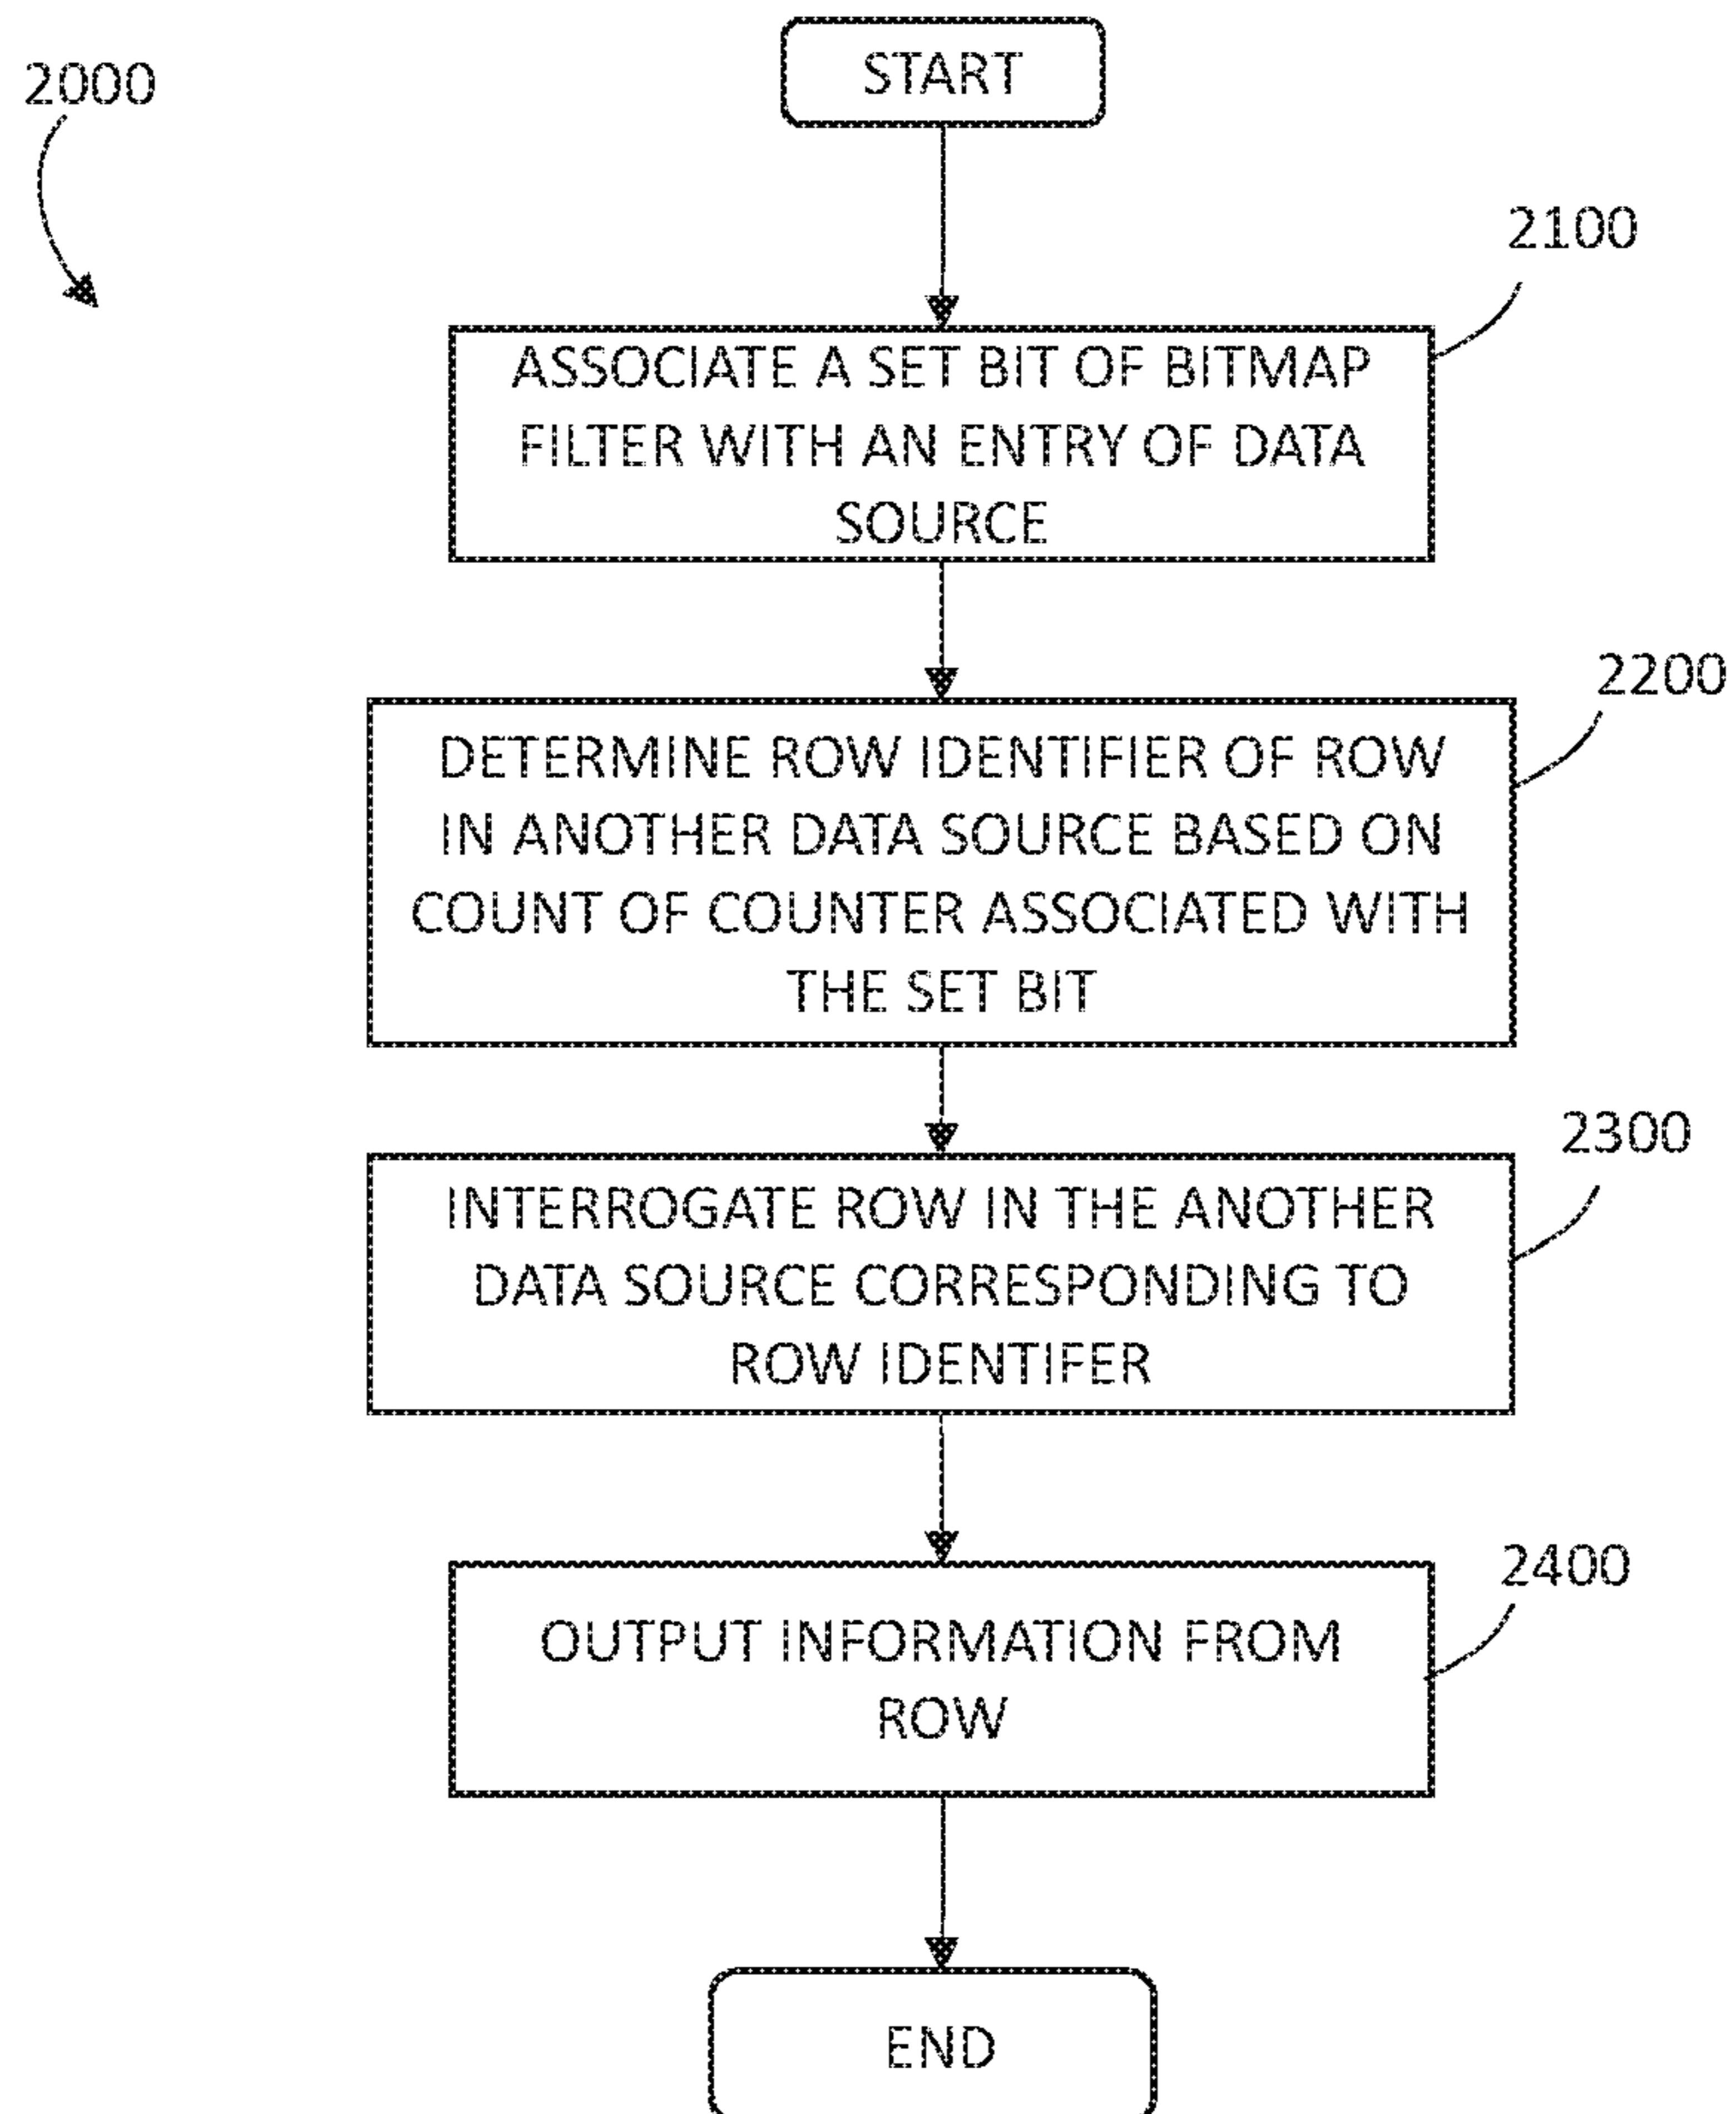 START
2000
2100
ASSOCIATE A SET BIT OF BITMAP
FILTER WITH AN ENTRY OF DATA
SOURCE
2200
DETERMINE ROW IDENTIFIER OF ROW
IN ANOTHER DATA SOURCE BASED ON
COUNT OF COUNTER ASSOCIATED WITH
THE SET BIT
2300
INTERROGATE ROW IN THE ANOTHER
DATA SOURCE CORRESPONDING TO
ROW IDENTIFER
2400
OUTPUT INFORMATION FROM
ROW
END